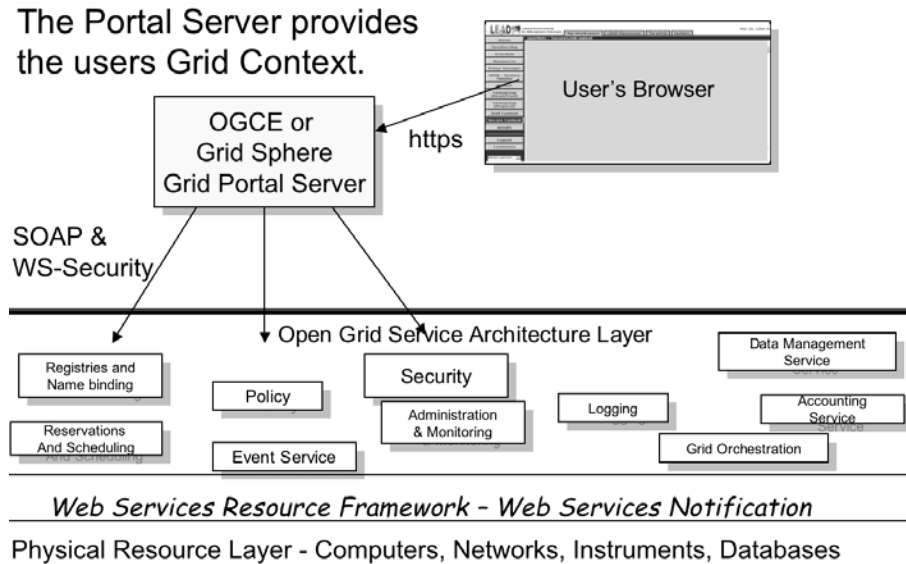 The Portal Server provides
the users Grid Context.
User's Browser
OGCE or
Grid Sphere
Grid Portal Server
https
SOAP &
WS-Security
Open Grid Service Architecture Layer
Registries and
Name binding
Policy
Security
Data Management
Service
Reservations
And Scheduling
Event Service
Administration
& Monitoring
Logging
Accounting
Service
Grid Orchestration
Web Services Resource Framework – Web Services Notification
Physical Resource Layer - Computers, Networks, Instruments, Databases